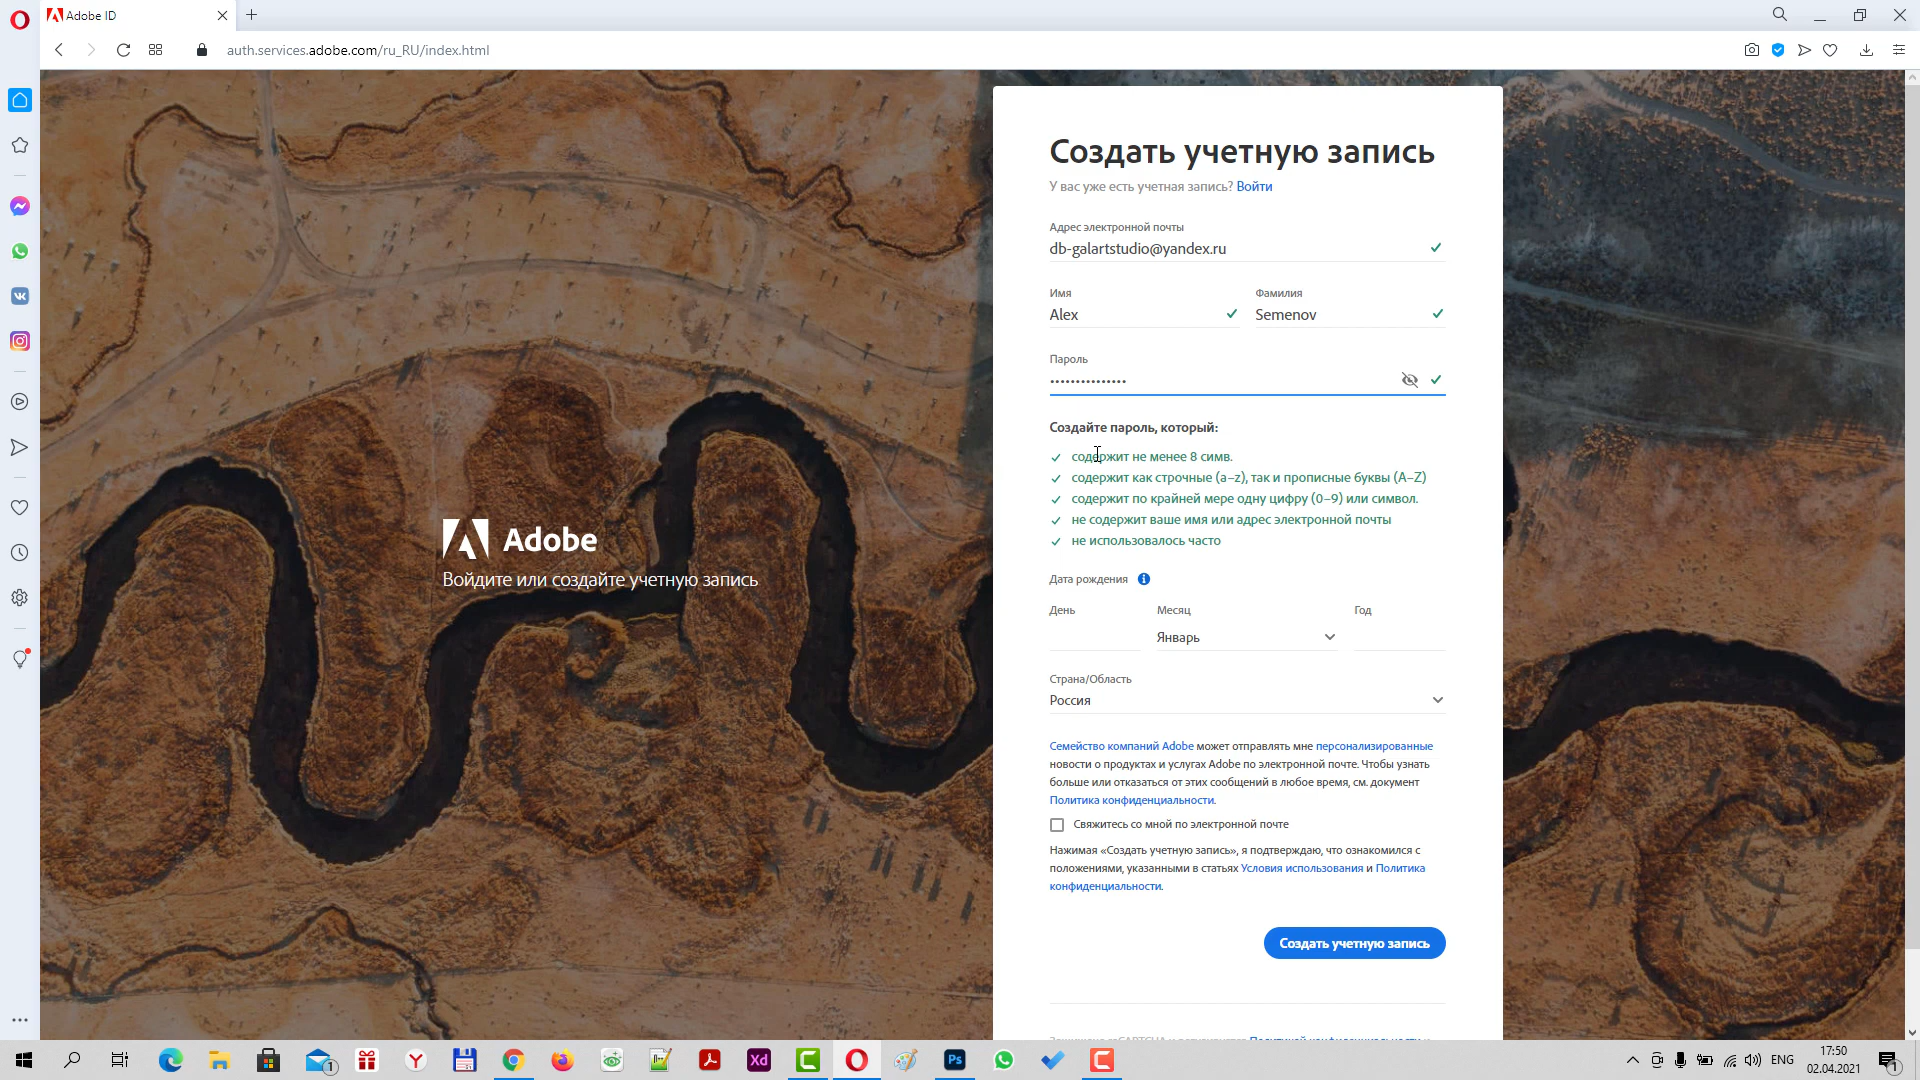 Adobe ID
auth.services.adobe.com/ru_RU/index.html
Создать учетную запись
У вас уже есть учетная запись? Войти
Адрес электронной почты
db-galartstudio@yandex.ru
Имя
Фамилия
Alex
Semenov
Пароль
•••••••••••••••
Создайте пароль, который:
содержит не менее 8 симв.
содержит как строчные (a–z), так и прописные буквы (A–Z)
содержит по крайней мере одну цифру (0–9) или символ.
не содержит ваше имя или адрес электронной почты
не использовалось часто
Adobe
Войдите или создайте учетную запись
Дата рождения
День
Месяц
Год
Январь
Страна/Область
Россия
Семейство компаний Adobe может отправлять мне персонализированные
новости о продуктах и услугах Adobe по электронной почте. Чтобы узнать
больше или отказаться от этих сообщений в любое время, см. документ
Политика конфиденциальности.
Свяжитесь со мной по электронной почте
Нажимая «Создать учетную запись», я подтверждаю, что ознакомился с
положениями, указанными в статьях Условия использования и Политика
конфиденциальности.
Создать учетную запись
ENG
17:50
02.04.2021
Xd
Ps
1
1